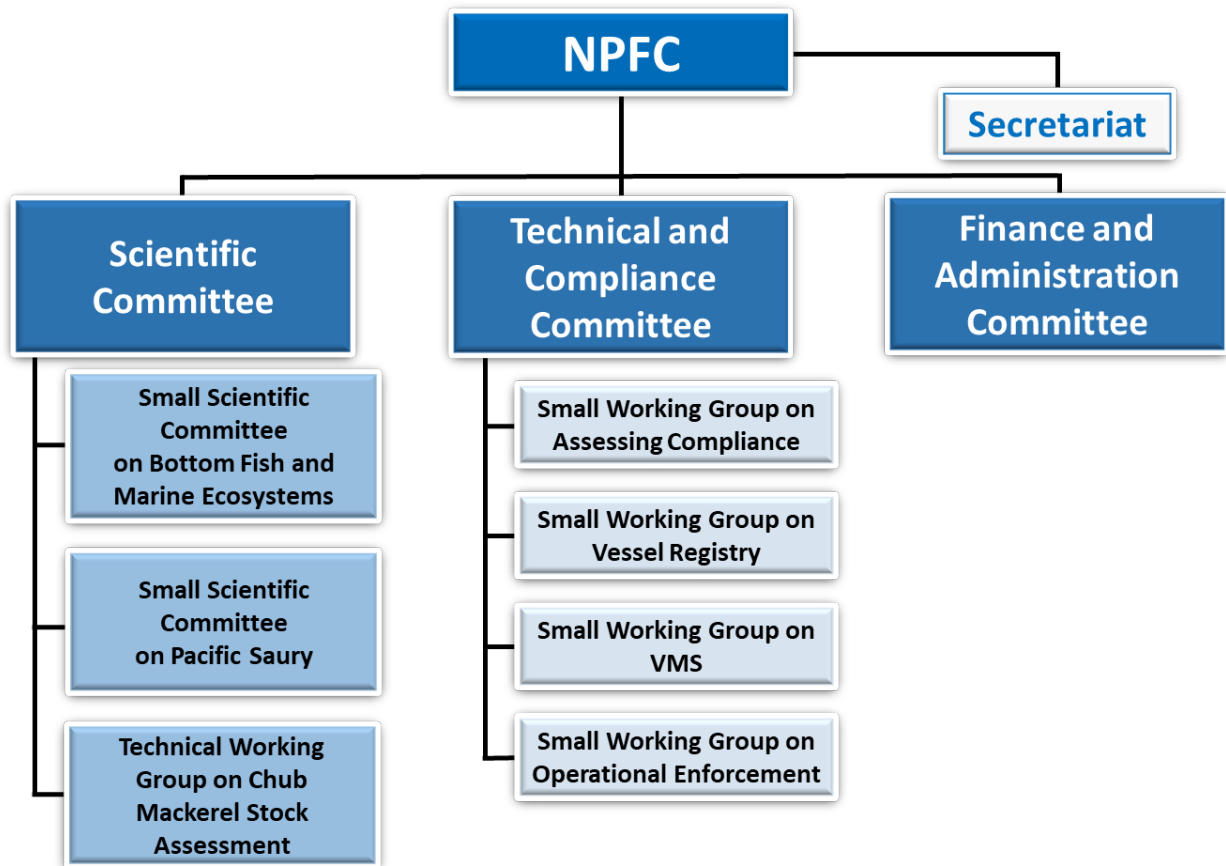 NPFC
Secretariat
Scientific
Committee
Technical and
Compliance
Committee
Finance and
Administration
Committee
Small Scientific
Committee
on Bottom Fish and
Marine Ecosystems
Small Scientific
Committee
on Pacific Saury
Technical Working
Group on Chub
Mackerel Stock
Assessment
Small Working Group on
Assessing Compliance
Small Working Group on
Vessel Registry
Small Working Group on
VMS
Small Working Group on
Operational Enforcement